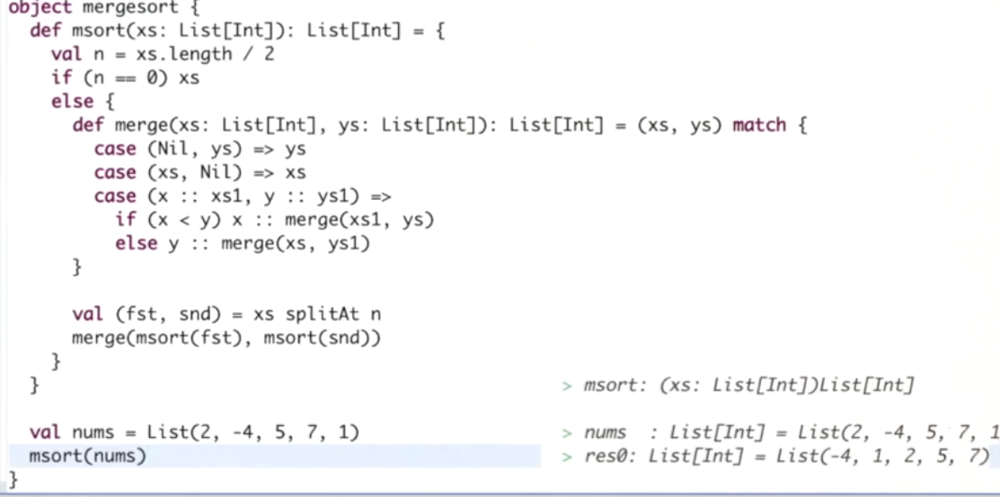 object mergesort {
  def msort(xs: List[Int]): List[Int] = {
    val n = xs.length / 2
    if (n == 0) xs
    else {
      def merge(xs: List[Int], ys: List[Int]): List[Int] = (xs, ys) match {
        case (Nil, ys) => ys
        case (xs, Nil) => xs
        case (x :: xs1, y :: ys1) =>
          if (x < y) x :: merge(xs1, ys)
          else y :: merge(xs, ys1)
      }

      val (fst, snd) = xs splitAt n
      merge(msort(fst), msort(snd))
    }
  }                                                > msort: (xs: List[Int])List[Int]

  val nums = List(2, -4, 5, 7, 1)                  > nums  : List[Int] = List(2, -4, 5, 7, 1
  msort(nums)                                      > res0: List[Int] = List(-4, 1, 2, 5, 7)
}